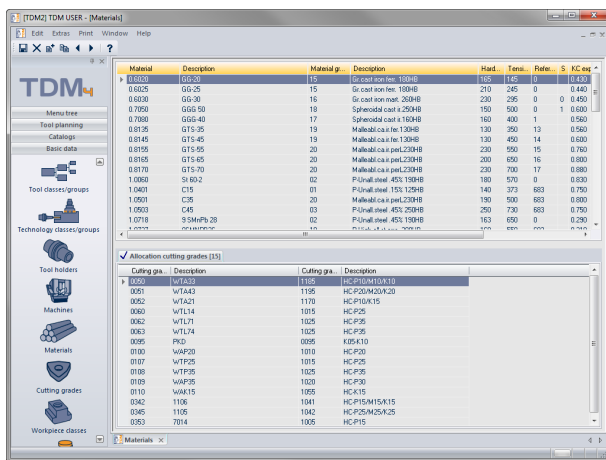 [TDM2] TDM USER - [Materials]
Edit Extras Print Window Help
TDM4
Menu tree
Tool planning
Catalogs
Basic data
Tool classes/groups
Technology classes/groups
Tool holders
Machines
Materials
Cutting grades
Workpiece classes
Material Description Material gr... Description Hard... Tensi... Refer... S KC exp
0.6020 GG-20 15 Gr.cast iron ferr. 180HB 165 145 0 0.430
0.6025 GG-25 15 Gr.cast iron ferr. 180HB 210 245 0 0.440
0.6030 GG-30 16 Gr.cast iron mart. 260HB 230 295 0 0 0.450
0.7050 GGG 50 18 Spheroidal cast it.250HB 150 500 0 1 0.600
0.7080 GGG-40 17 Spheroidal cast it.160HB 160 400 1 0.560
0.8135 GTS-35 19 Malleabl.ca.ir.fer.130HB 130 350 13 0.560
0.8145 GTS-45 19 Malleabl.ca.ir.fer.130HB 130 450 14 0.600
0.8155 GTS-55 20 Malleabl.ca.ir.perL230HB 230 550 15 0.760
0.8165 GTS-65 20 Malleabl.ca.ir.perL230HB 200 650 16 0.800
0.8170 GTS-70 20 Malleabl.ca.ir.perL230HB 230 700 17 0.880
1.0060 St 60-2 02 P-Unall.steel .45% 190HB 180 570 0 0.830
1.0401 C15 01 P-Unall.steel .15% 125HB 140 373 683 0.750
1.0501 C35 02 P-Unall.steel .45% 190HB 190 500 683 0.800
1.0503 C45 03 P-Unall.steel .45% 250HB 250 730 683 0.750
1.0718 9 SMnPb 28 02 P-Unall.steel .45% 190HB 163 650 0 0.290
Allocation cutting grades [15]
Cutting gra... Description Cutting gra... Description
0050 WTA33 1185 HC-P10/M10/K10
0051 WTA43 1195 HC-P20/M20/K20
0052 WTA21 1170 HC-P10/K15
0060 WTL14 1015 HC-P25
0062 WTL71 1025 HC-P35
0063 WTL74 1025 HC-P35
0095 PKD 0095 K05-K10
0100 WAP20 1010 HC-P20
0107 WTP25 1015 HC-P25
0108 WTP35 1025 HC-P35
0109 WAP35 1020 HC-P30
0110 WAK15 1055 HC-K15
0342 1106 1041 HC-P15/M15/K15
0345 1105 1042 HC-P25/M25/K25
0353 7014 1005 HC-P15
Materials